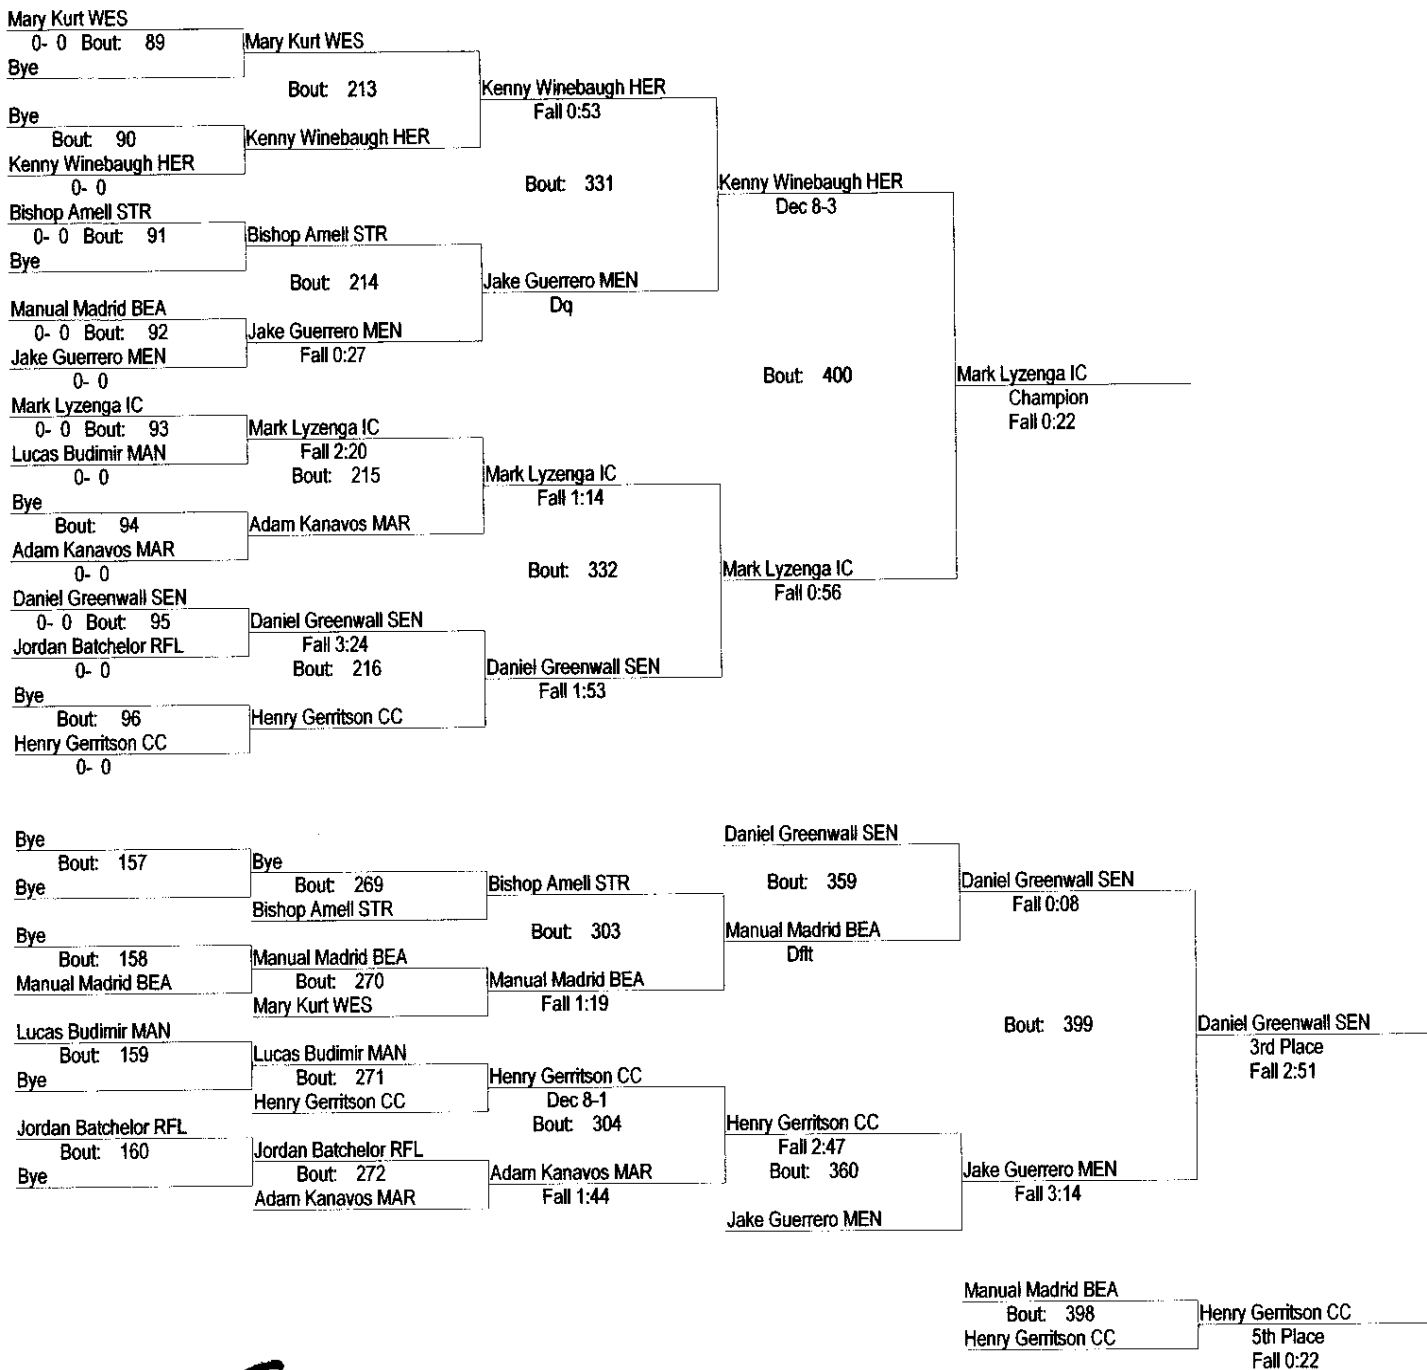 Mary Kurt WES
0- 0 Bout: 89
Bye
Mary Kurt WES
Bout: 213
Bye
Bout: 90
Kenny Winebaugh HER
0- 0
Kenny Winebaugh HER
Kenny Winebaugh HER
Fall 0:53
Bout: 331
Bishop Amell STR
0- 0 Bout: 91
Bye
Bishop Amell STR
Bout: 214
Manual Madrid BEA
0- 0 Bout: 92
Jake Guerrero MEN
0- 0
Jake Guerrero MEN
Fall 0:27
Jake Guerrero MEN
Dq
Kenny Winebaugh HER
Dec 8-3
Bout: 400
Mark Lyzenga IC
Champion
Fall 0:22
Mark Lyzenga IC
0- 0 Bout: 93
Lucas Budimir MAN
0- 0
Mark Lyzenga IC
Fall 2:20
Bout: 215
Bye
Bout: 94
Adam Kanavos MAR
0- 0
Adam Kanavos MAR
Mark Lyzenga IC
Fall 1:14
Bout: 332
Mark Lyzenga IC
Fall 0:56
Daniel Greenwall SEN
0- 0 Bout: 95
Jordan Batchelor RFL
0- 0
Daniel Greenwall SEN
Fall 3:24
Bout: 216
Bye
Bout: 96
Henry Gerritson CC
0- 0
Henry Gerritson CC
Daniel Greenwall SEN
Fall 1:53
Bye
Bout: 157
Bye
Bye
Bout: 269
Bishop Amell STR
Bishop Amell STR
Bout: 303
Bye
Bout: 158
Manual Madrid BEA
Manual Madrid BEA
Bout: 270
Mary Kurt WES
Manual Madrid BEA
Fall 1:19
Daniel Greenwall SEN
Bout: 359
Manual Madrid BEA
Dflt
Daniel Greenwall SEN
Fall 0:08
Bout: 399
Daniel Greenwall SEN
3rd Place
Fall 2:51
Lucas Budimir MAN
Bout: 159
Bye
Lucas Budimir MAN
Bout: 271
Henry Gerritson CC
Henry Gerritson CC
Dec 8-1
Bout: 304
Jordan Batchelor RFL
Bout: 160
Bye
Jordan Batchelor RFL
Bout: 272
Adam Kanavos MAR
Adam Kanavos MAR
Fall 1:44
Henry Gerritson CC
Fall 2:47
Bout: 360
Jake Guerrero MEN
Jake Guerrero MEN
Fall 3:14
Manual Madrid BEA
Bout: 398
Henry Gerritson CC
Henry Gerritson CC
5th Place
Fall 0:22